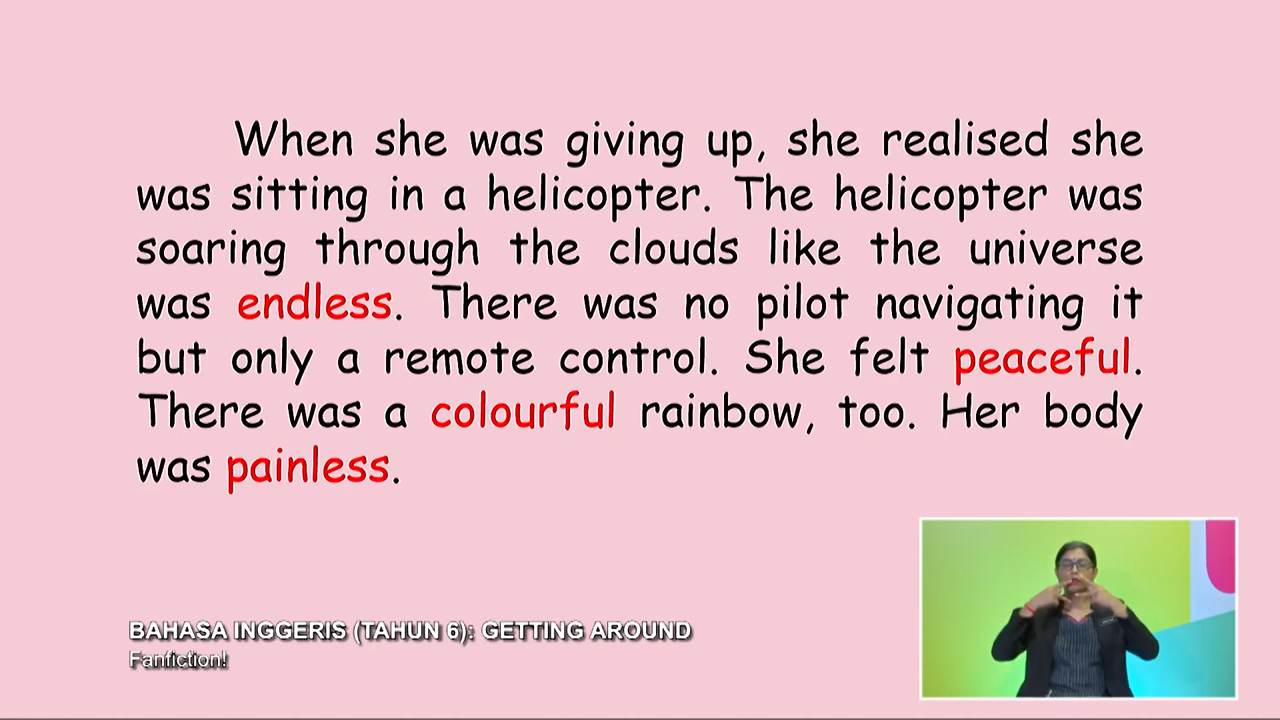 When she was giving up, she realised she
was sitting in a helicopter. The helicopter was
soaring through the clouds like the universe
was endless. There was no pilot navigating it
but only a remote control. She felt peaceful.
There was a colourful rainbow, too. Her body
was painless.
BAHASA INGGERIS (TAHUN 6): GETTING AROUND
Fanfiction!